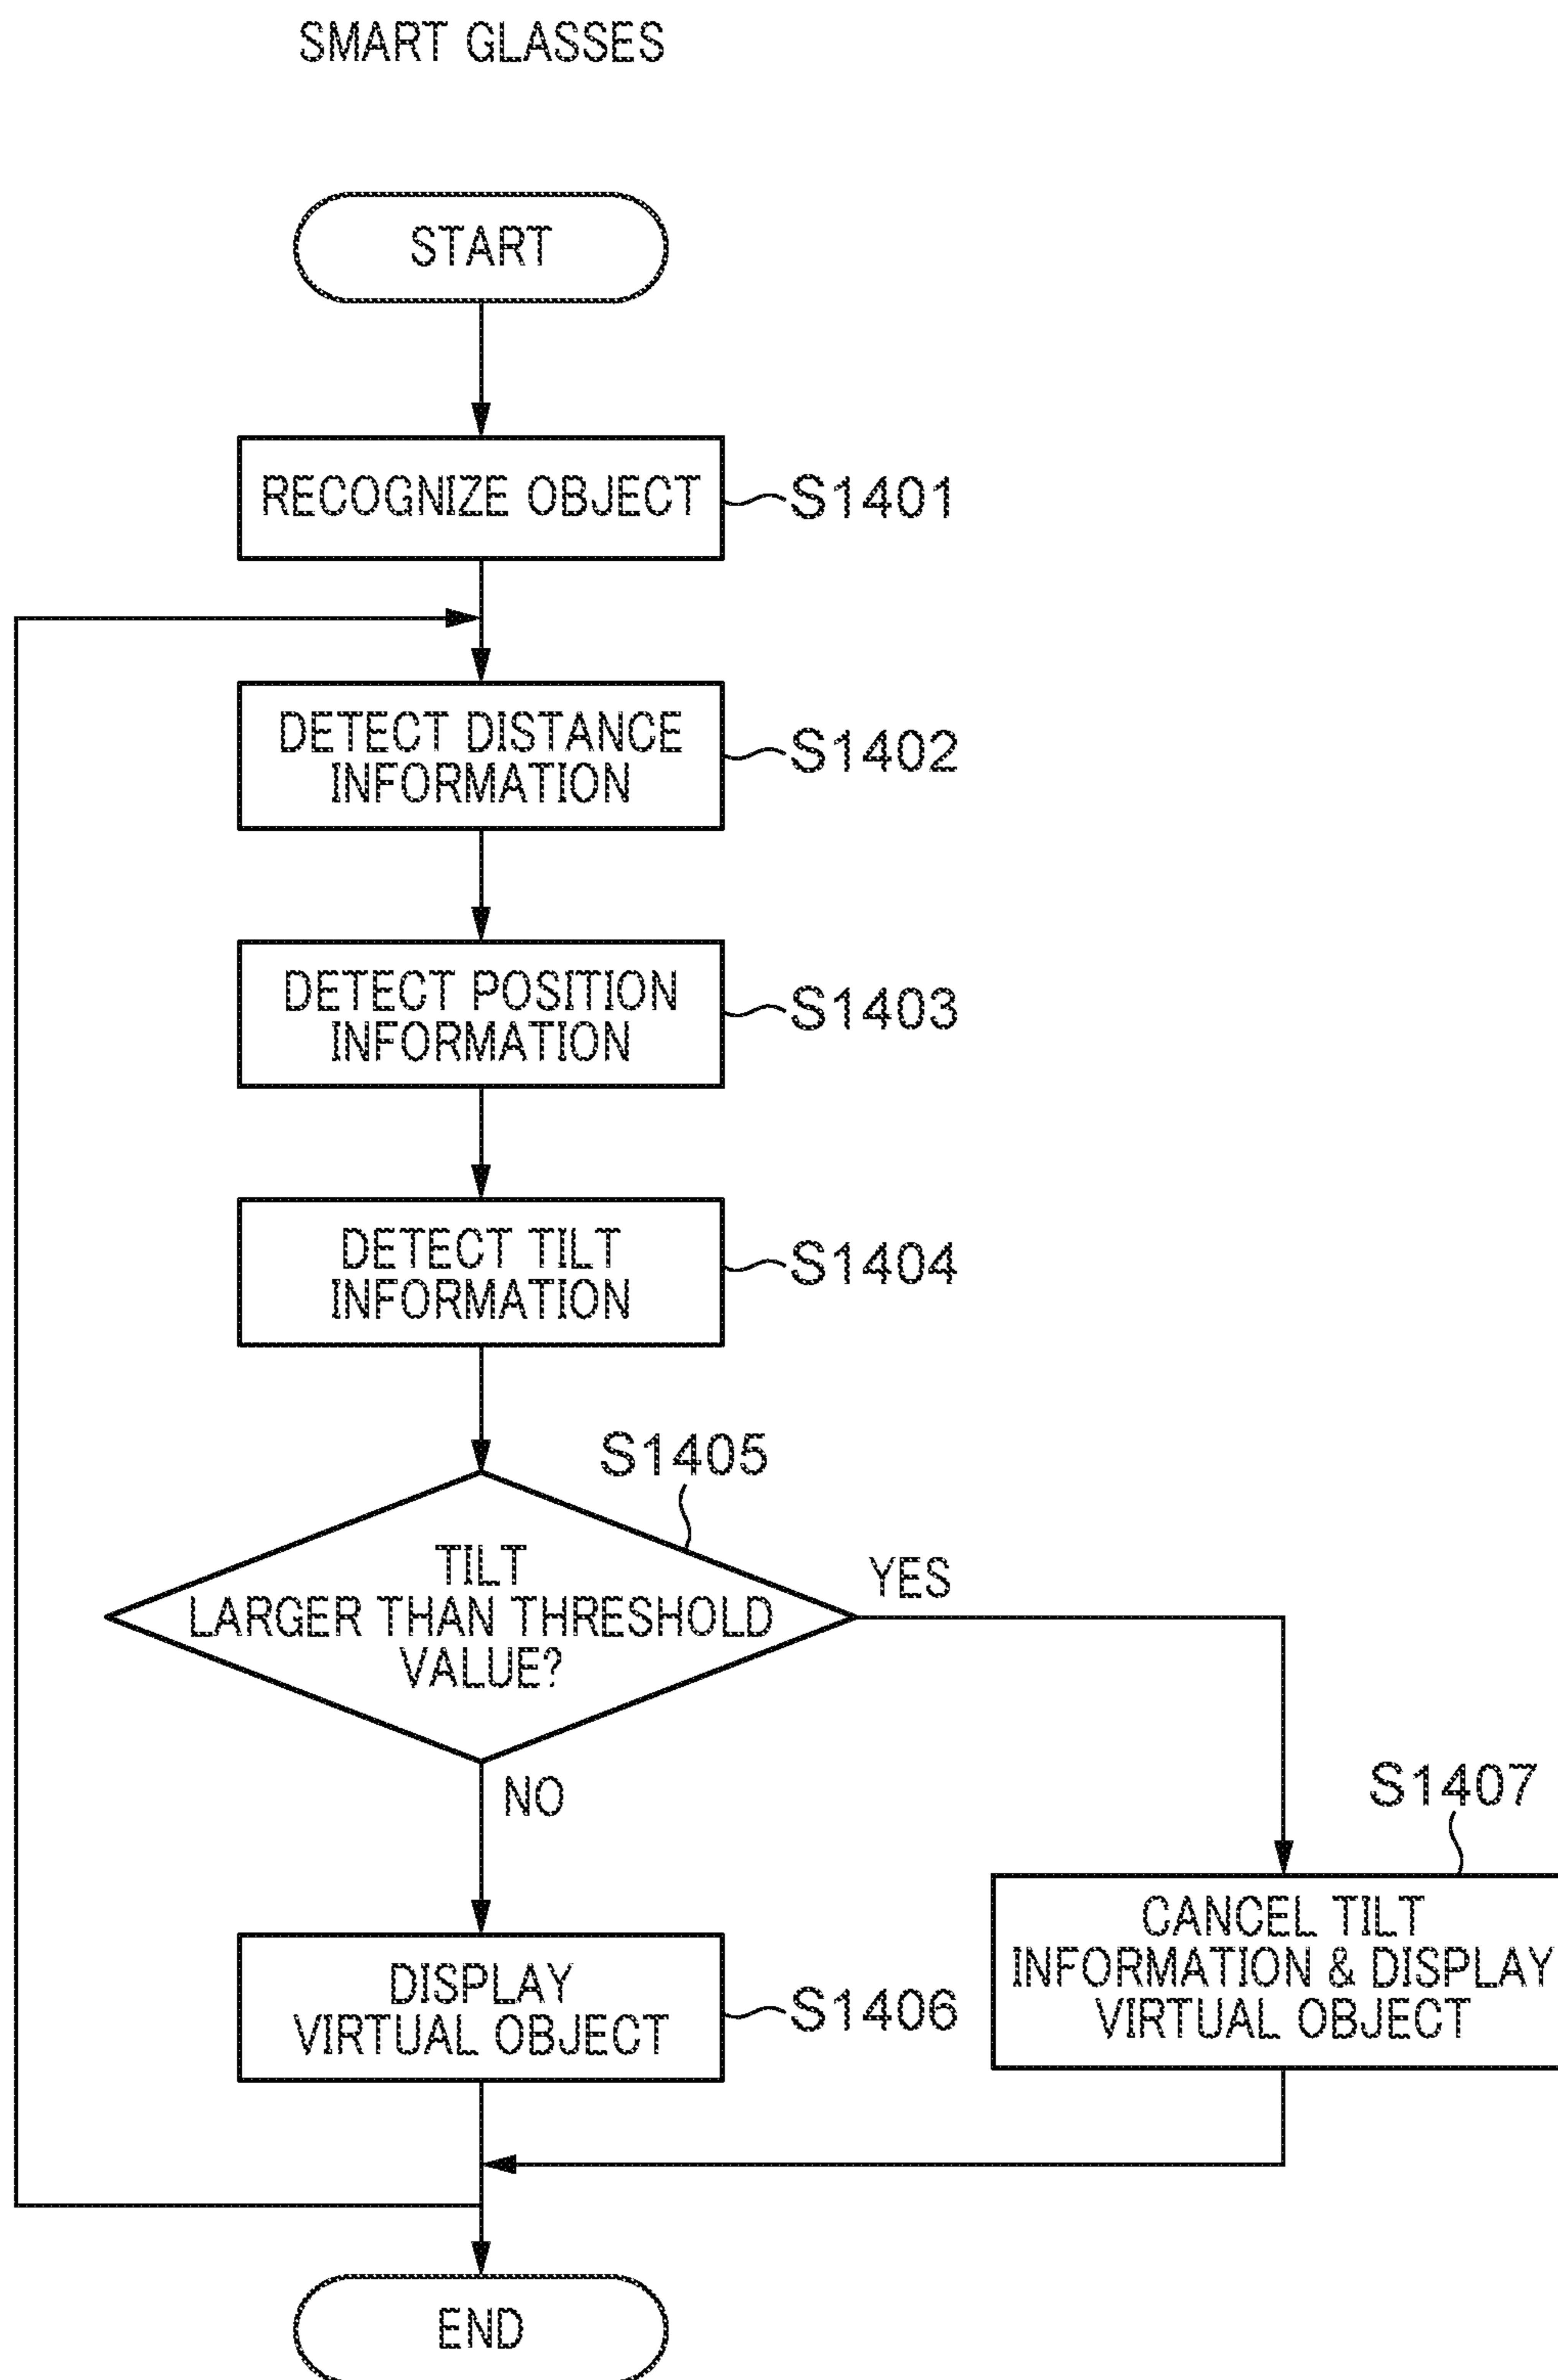 SMART GLASSES
START
RECOGNIZE OBJECT
S1401
DETECT DISTANCE
INFORMATION
S1402
DETECT POSITION
INFORMATION
S1403
DETECT TILT
INFORMATION
S1404
S1405
TILT
LARGER THAN THRESHOLD
VALUE?
YES
NO
S1407
CANCEL TILT
INFORMATION & DISPLAY
VIRTUAL OBJECT
DISPLAY
VIRTUAL OBJECT
S1406
END